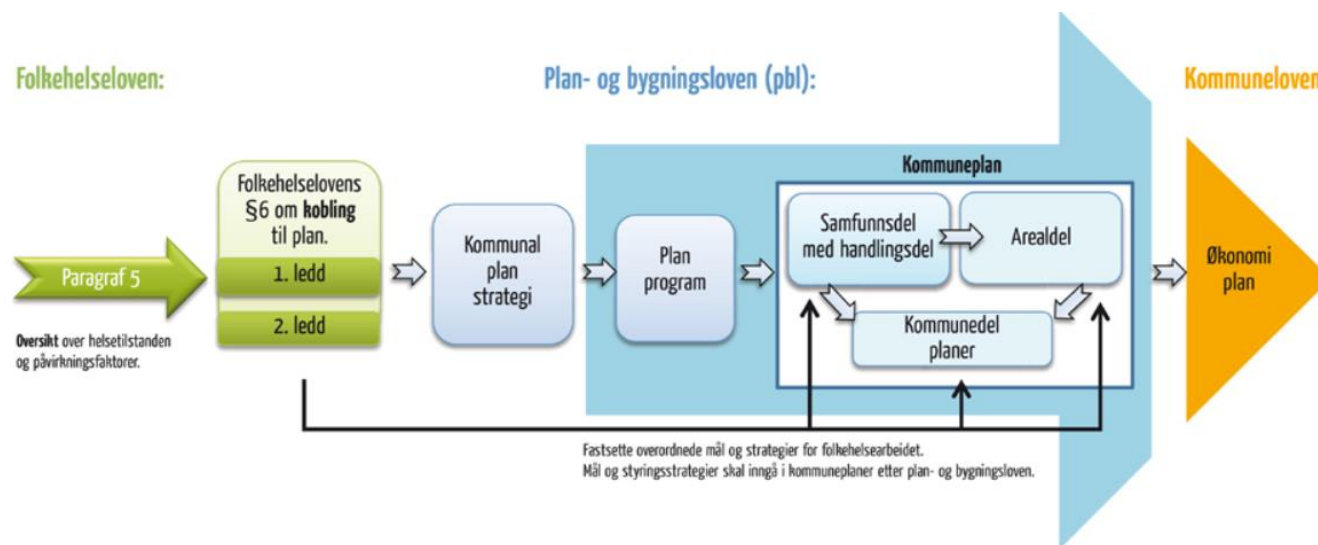 Folkehelseloven:
Plan- og bygningsloven (pbl):
Kommuneloven
Paragraf 5
Oversikt over helsetilstanden
og påvirkningsfaktorer.
Folkehelselovens
§6 om kobling
til plan.
1. ledd
2. ledd
Kommunal
plan
strategi
Plan
program
Kommuneplan
Samfunnsdel
med handlingsdel
Arealdel
Kommunedel
planer
Økonomi
plan
Fastsette overordnede mål og strategier for folkehelsearbeidet.
Mål og styringsstrategier skal inngå i kommuneplaner etter plan- og bygningsloven.